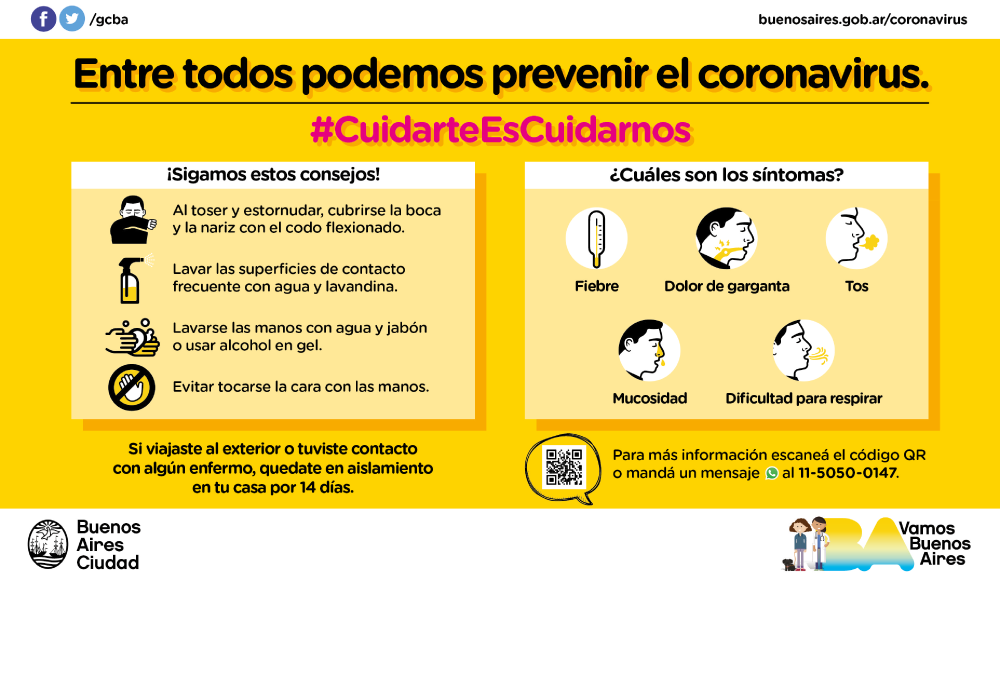 /gcba
buenosaires.gob.ar/coronavirus
Entre todos podemos prevenir el coronavirus.
#CuidarteEsCuidarnos
¡Sigamos estos consejos!
Al toser y estornudar, cubrirse la boca
y la nariz con el codo flexionado.
Lavar las superficies de contacto
frecuente con agua y lavandina.
Lavarse las manos con agua y jabón
o usar alcohol en gel.
Evitar tocarse la cara con las manos.
¿Cuáles son los síntomas?
Fiebre
Dolor de garganta
Tos
Mucosidad
Dificultad para respirar
Si viajaste al exterior o tuviste contacto
con algún enfermo, quedate en aislamiento
en tu casa por 14 días.
Para más información escaneá el código QR
o mandá un mensaje al 11-5050-0147.
Buenos
Aires
Ciudad
BA
Vamos
Buenos
Aires